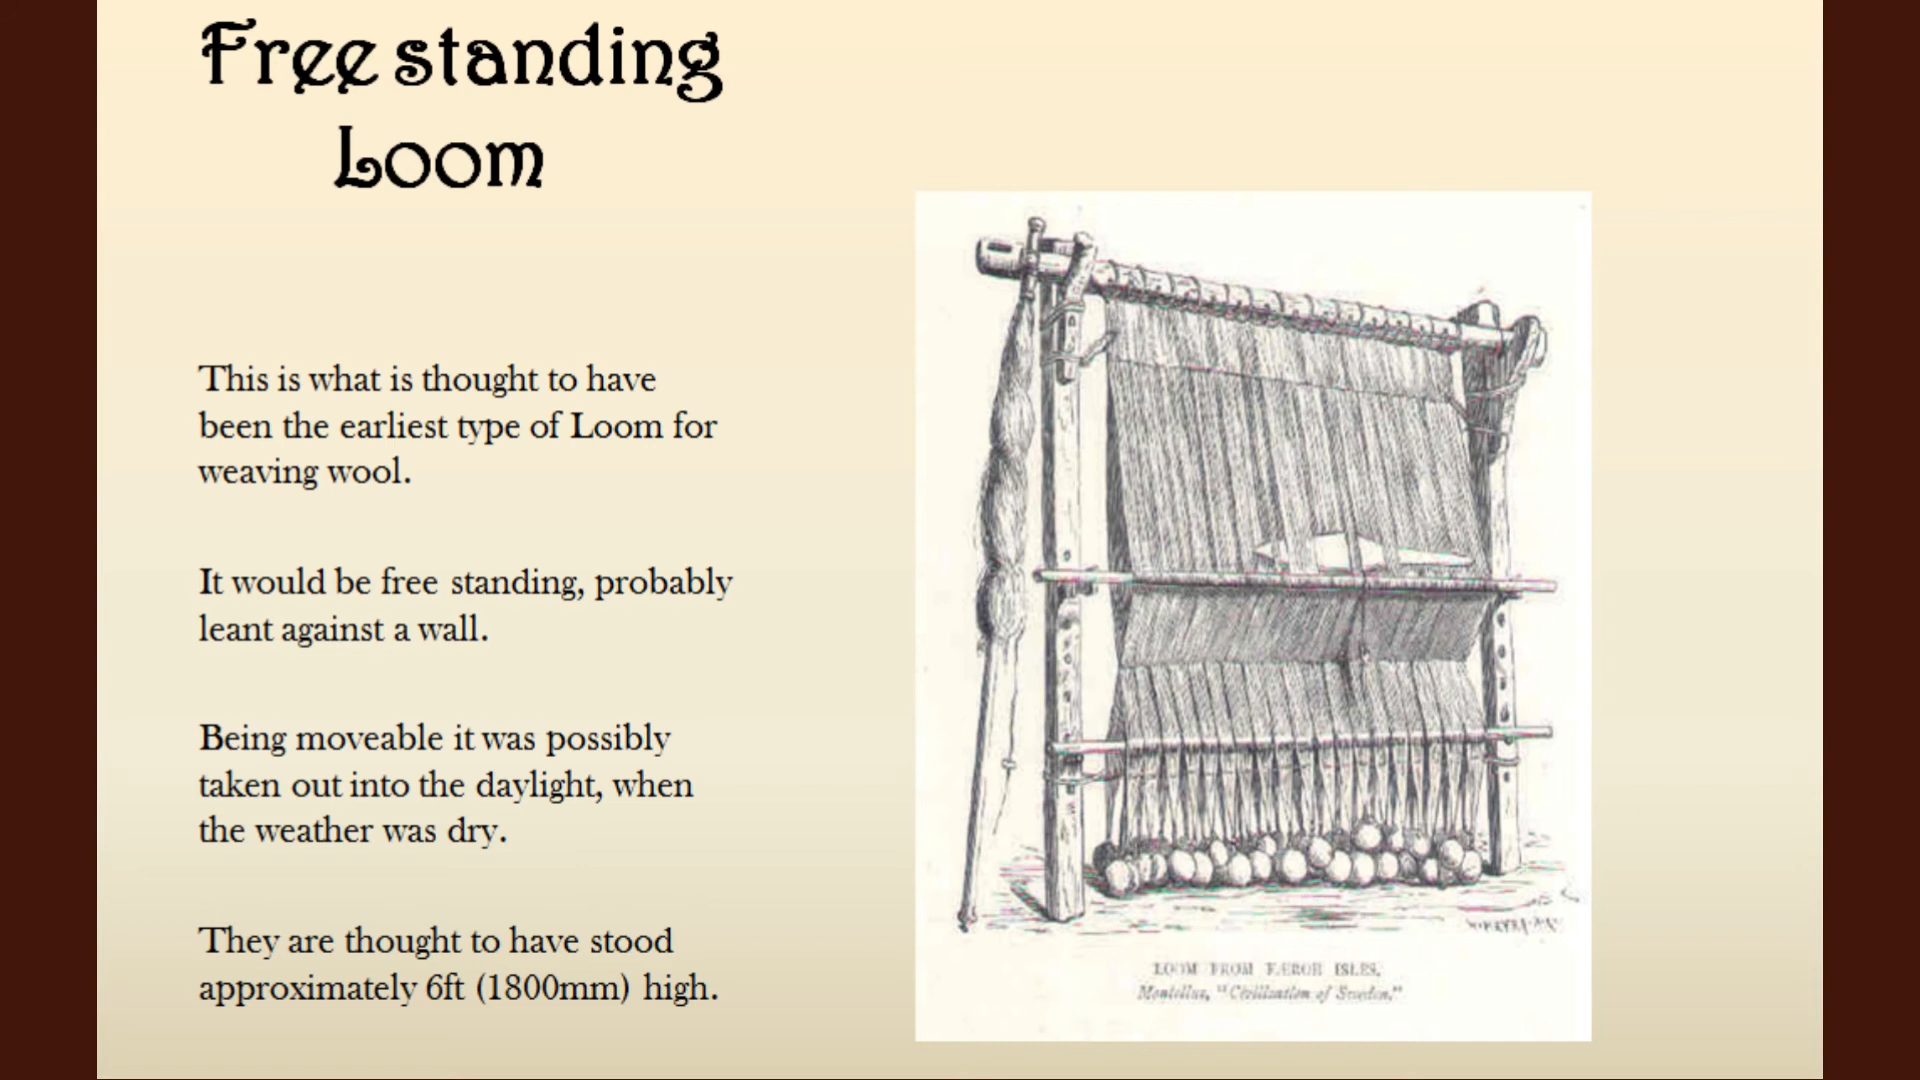 Free standing
Loom
This is what is thought to have
been the earliest type of Loom for
weaving wool.
It would be free standing, probably
leant against a wall.
Being moveable it was possibly
taken out into the daylight, when
the weather was dry.
They are thought to have stood
approximately 6ft (1800mm) high.
LOOM FROM FÆROE ISLES.
Montelius, "Civilisation of Sweden."